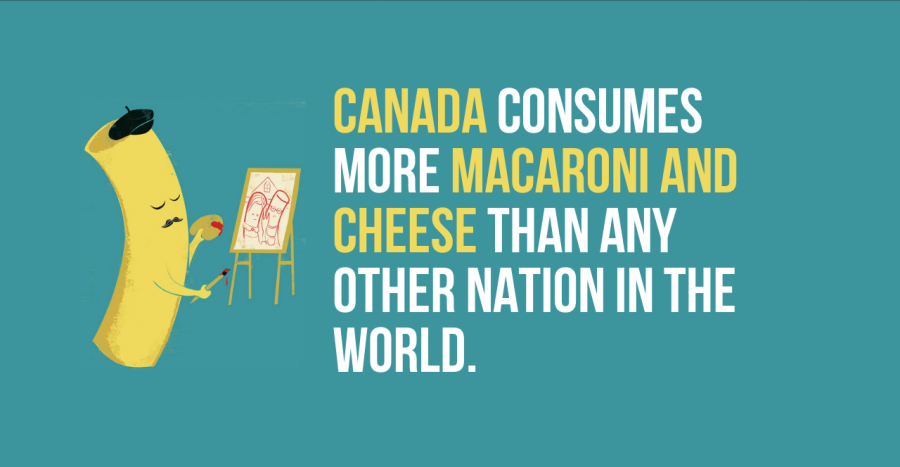 CANADA CONSUMES
MORE MACARONI AND
CHEESE THAN ANY
OTHER NATION IN THE
WORLD.